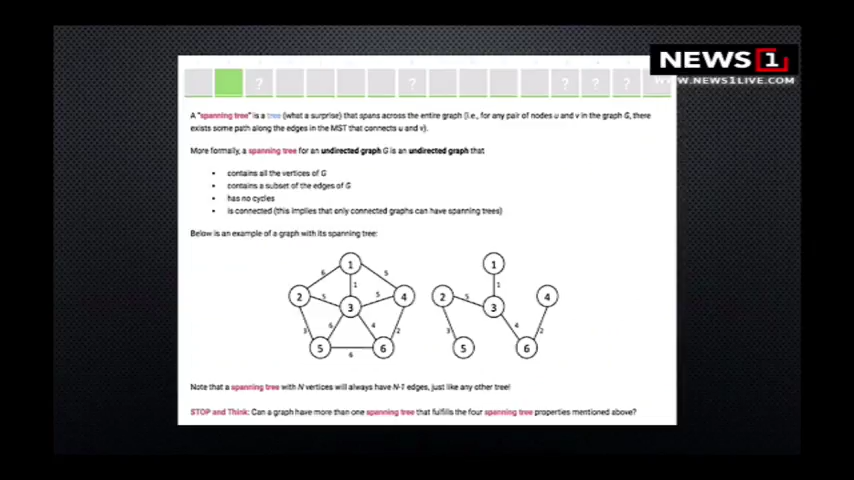 NEWS 1
WWW.NEWS1LIVE.COM
? ? ? ? ?
A "spanning tree" is a tree (what a surprise) that spans across the entire graph (i.e., for any pair of nodes u and v in the graph G, there
exists some path along the edges in the MST that connects u and v).
More formally, a spanning tree for an undirected graph G is an undirected graph that
• contains all the vertices of G
• contains a subset of the edges of G
• has no cycles
• is connected (this implies that only connected graphs can have spanning trees)
Below is an example of a graph with its spanning tree:
1 1
6 5
1 1
2 5 5 4 2 5 4
3 3
3 6 4 2 3 4 2
5 6 5 6
6
Note that a spanning tree with N vertices will always have N-1 edges, just like any other tree!
STOP and Think: Can a graph have more than one spanning tree that fulfills the four spanning tree properties mentioned above?